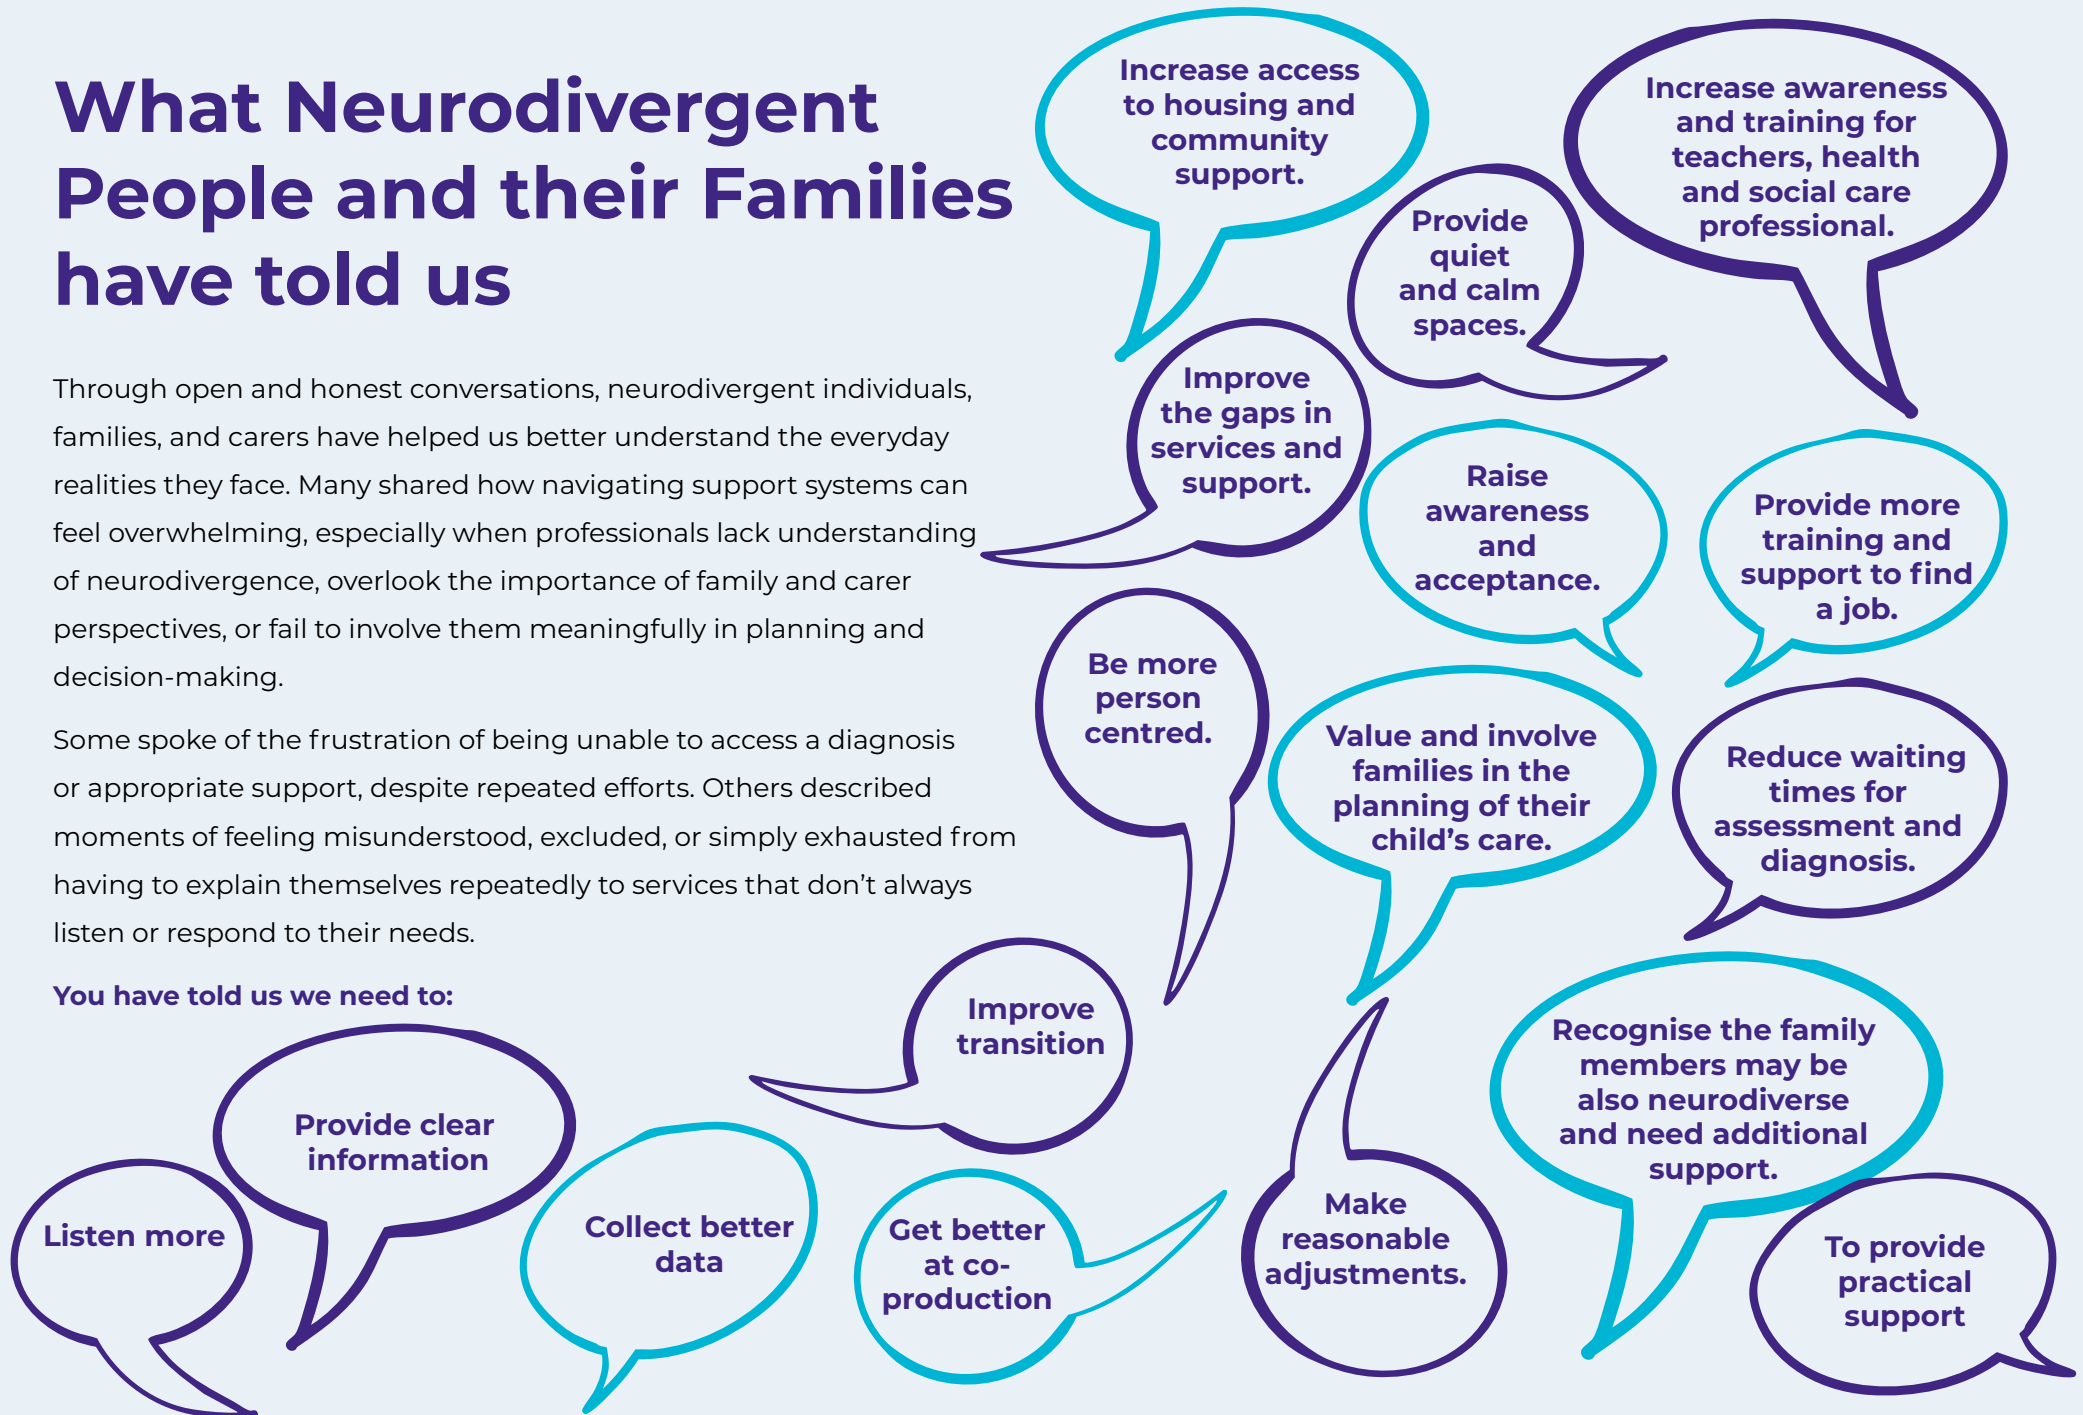 What Neurodivergent
People and their Families
have told us
Through open and honest conversations, neurodivergent individuals,
families, and carers have helped us better understand the everyday
realities they face. Many shared how navigating support systems can
feel overwhelming, especially when professionals lack understanding
of neurodivergence, overlook the importance of family and carer
perspectives, or fail to involve them meaningfully in planning and
decision-making.
Some spoke of the frustration of being unable to access a diagnosis
or appropriate support, despite repeated efforts. Others described
moments of feeling misunderstood, excluded, or simply exhausted from
having to explain themselves repeatedly to services that don’t always
listen or respond to their needs.
You have told us we need to:
Increase access
to housing and
community
support.
Increase awareness
and training for
teachers, health
and social care
professional.
Provide
quiet
and calm
spaces.
Improve
the gaps in
services and
support.
Raise
awareness
and
acceptance.
Provide more
training and
support to find
a job.
Be more
person
centred.
Value and involve
families in the
planning of their
child’s care.
Reduce waiting
times for
assessment and
diagnosis.
Improve
transition
Recognise the family
members may be
also neurodiverse
and need additional
support.
Provide clear
information
Listen more
Collect better
data
Get better
at co-
production
Make
reasonable
adjustments.
To provide
practical
support